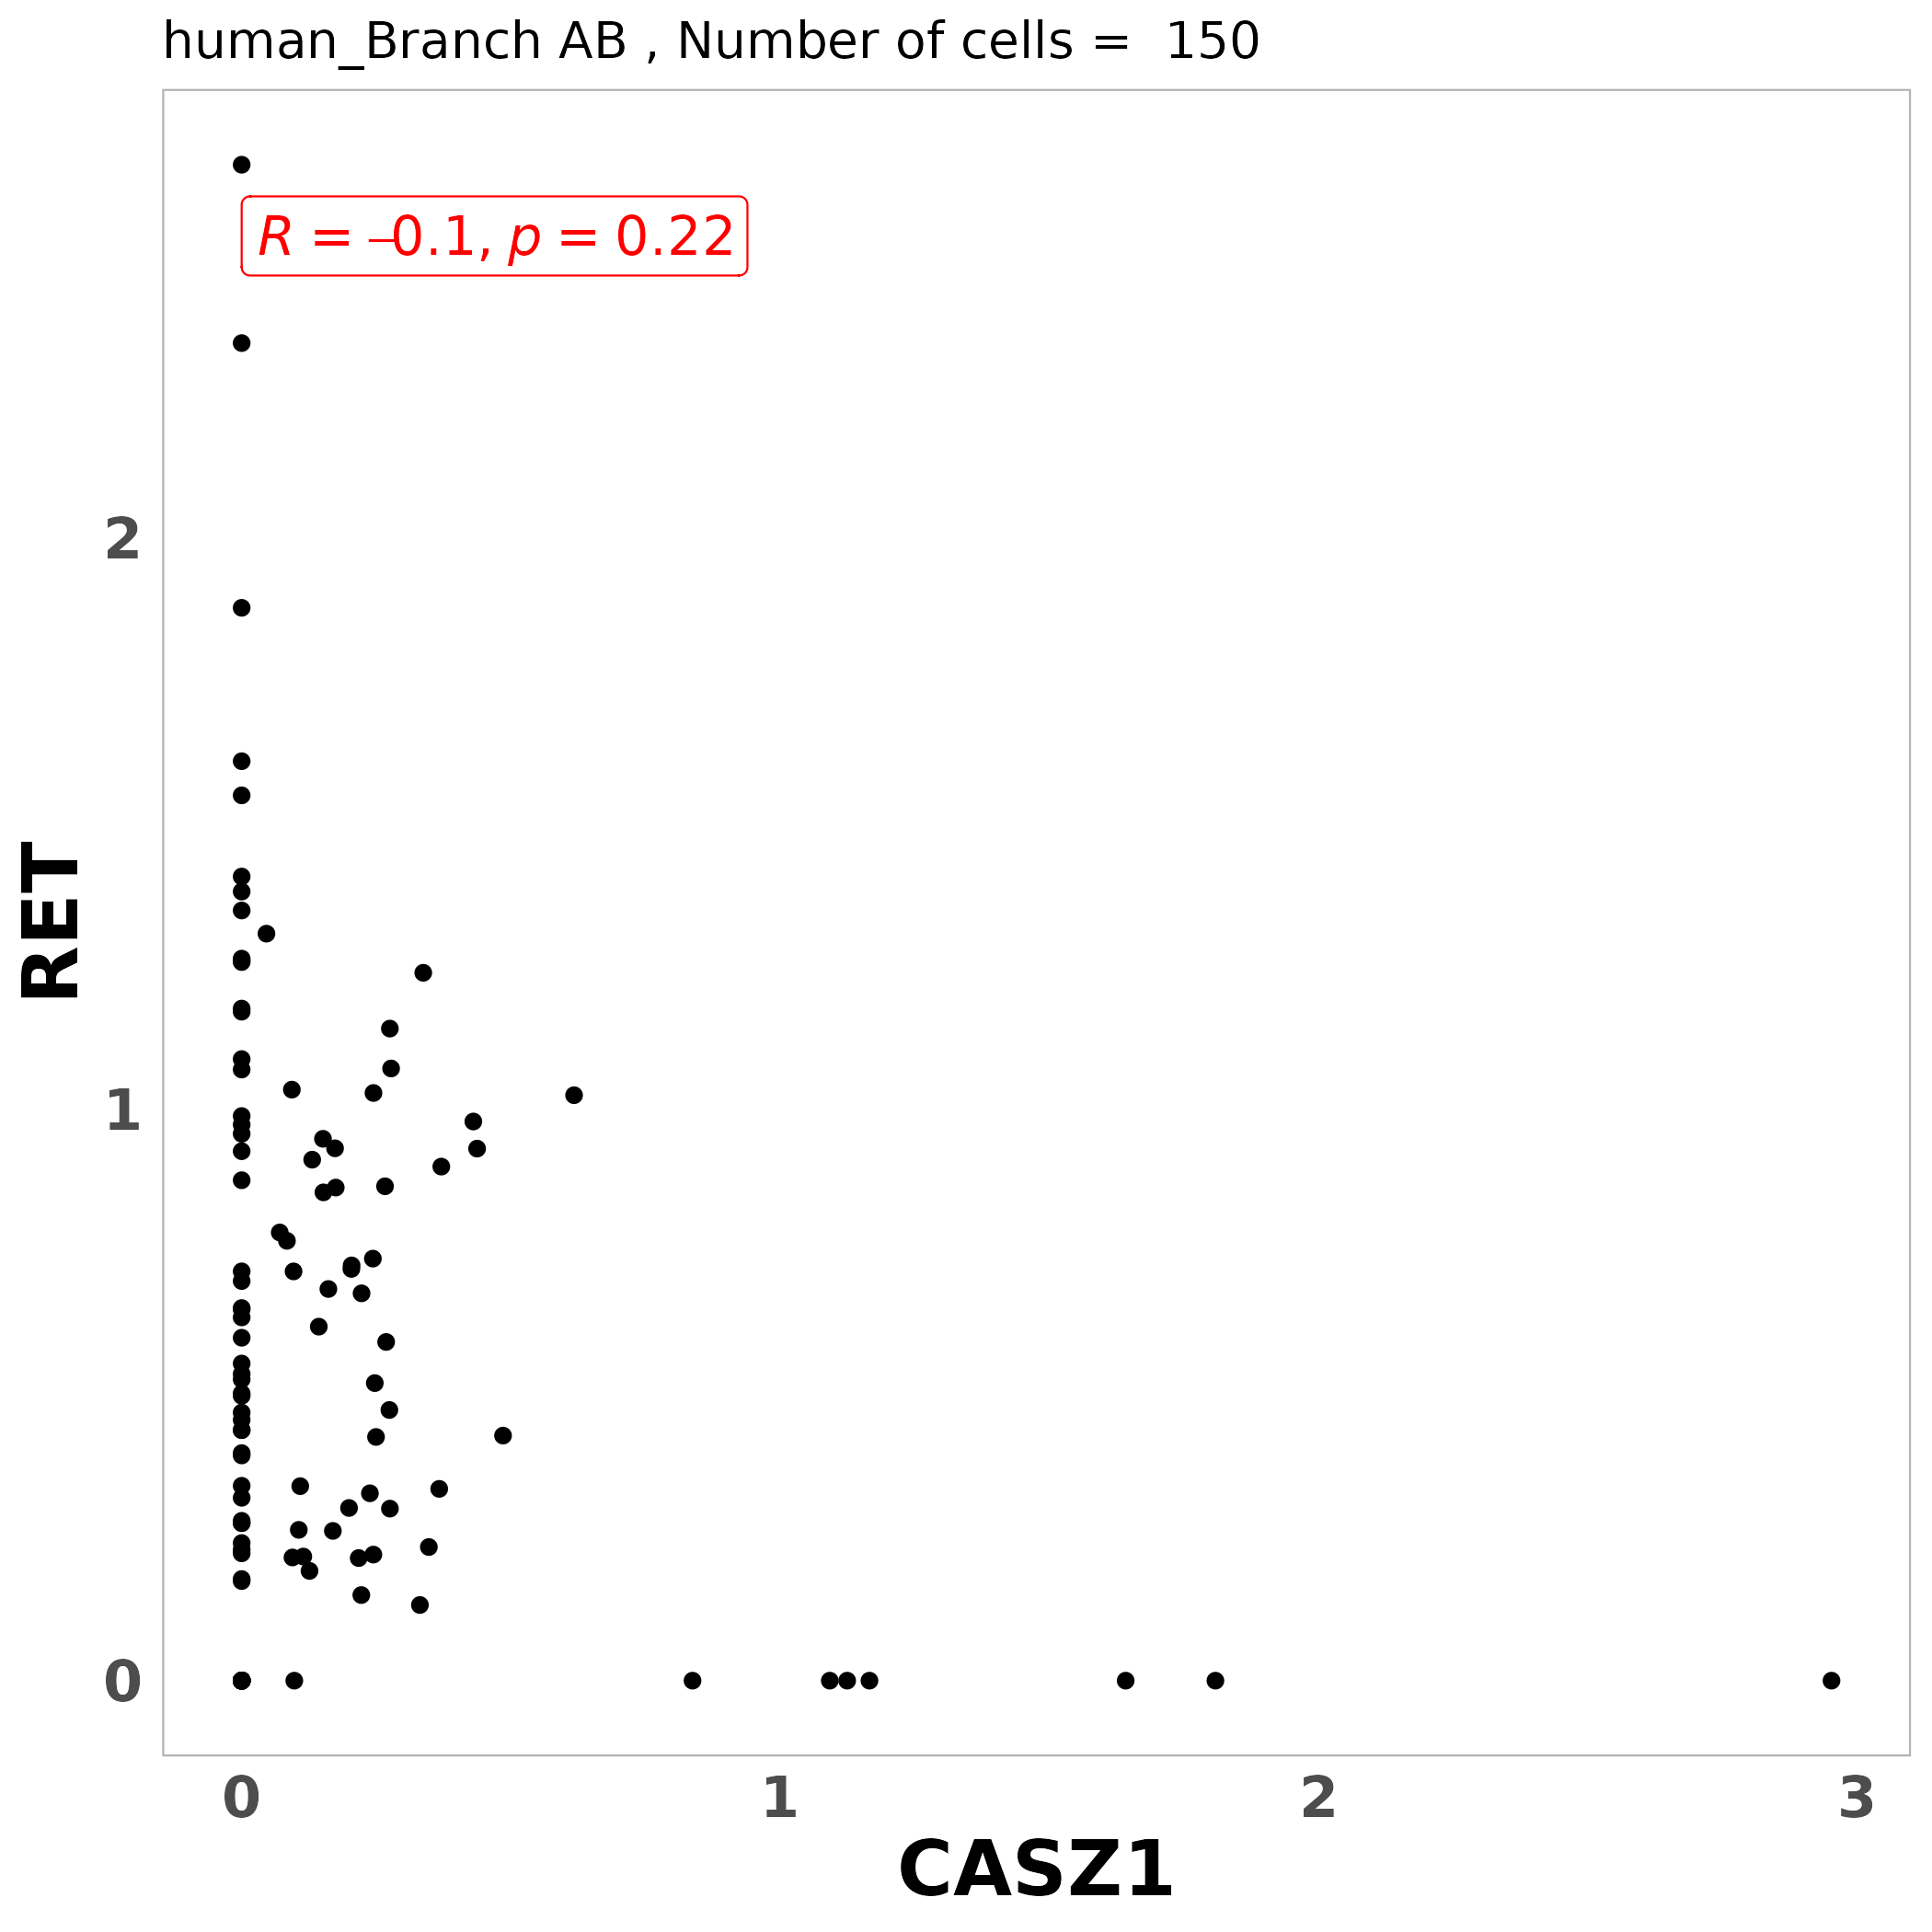 human_Branch AB , Number of cells =  150
R = –0.1, p = 0.22
2
1
0
RET
0 1 2 3
CASZ1